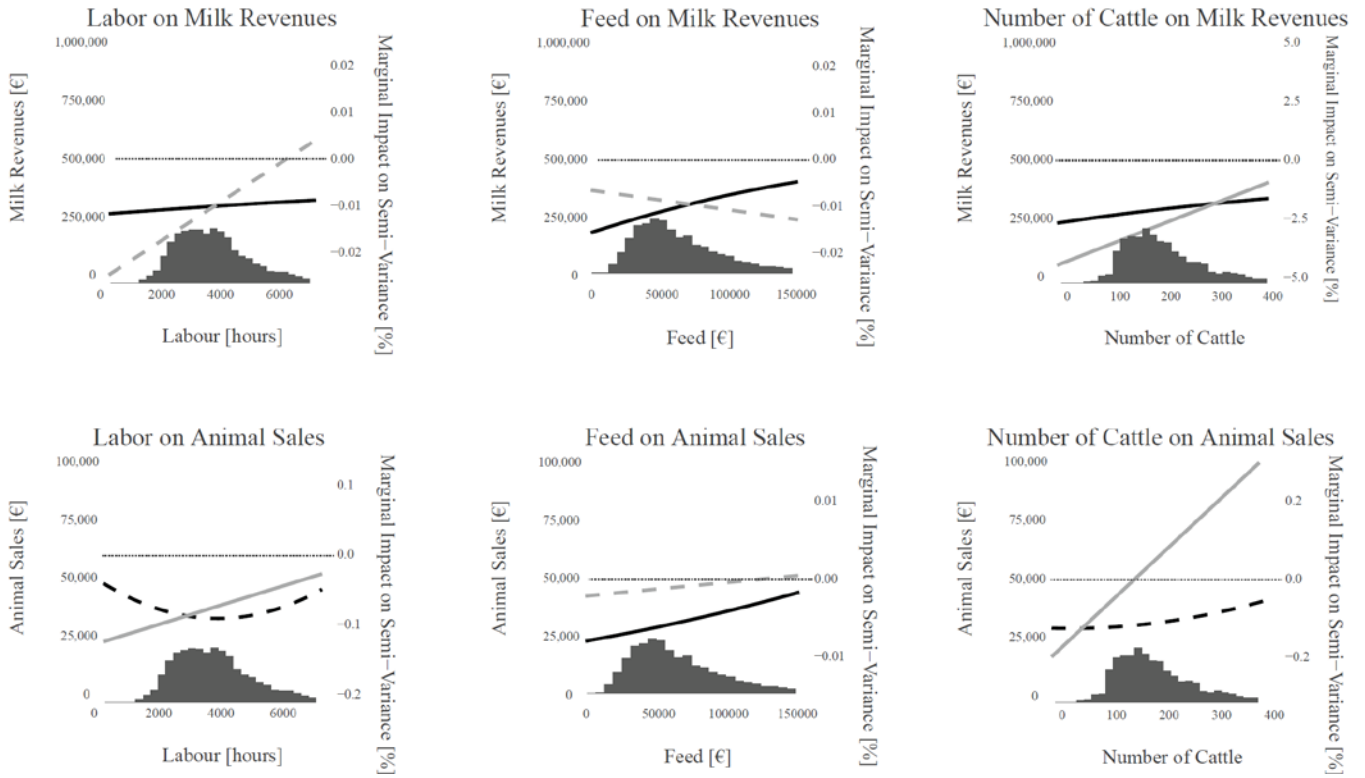 Labor on Milk Revenues
1,000,000
750,000
500,000
250,000
0
Milk Revenues [€]
0.02
0.01
0.00
−0.01
−0.02
Marginal Impact on Semi−Variance [%]
0 2000 4000 6000
Labour [hours]
Feed on Milk Revenues
1,000,000
750,000
500,000
250,000
0
Milk Revenues [€]
0.02
0.01
0.00
−0.01
−0.02
Marginal Impact on Semi−Variance [%]
0 50000 100000 150000
Feed [€]
Number of Cattle on Milk Revenues
1,000,000
750,000
500,000
250,000
0
Milk Revenues [€]
5.0
2.5
0.0
−2.5
−5.0
Marginal Impact on Semi−Variance [%]
0 100 200 300 400
Number of Cattle
Labor on Animal Sales
100,000
75,000
50,000
25,000
0
Animal Sales [€]
0.1
0.0
−0.1
−0.2
Marginal Impact on Semi−Variance [%]
0 2000 4000 6000
Labour [hours]
Feed on Animal Sales
100,000
75,000
50,000
25,000
0
Animal Sales [€]
0.01
0.00
−0.01
Marginal Impact on Semi−Variance [%]
0 50000 100000 150000
Feed [€]
Number of Cattle on Animal Sales
100,000
75,000
50,000
25,000
0
Animal Sales [€]
0.2
0.0
−0.2
Marginal Impact on Semi−Variance [%]
0 100 200 300 400
Number of Cattle